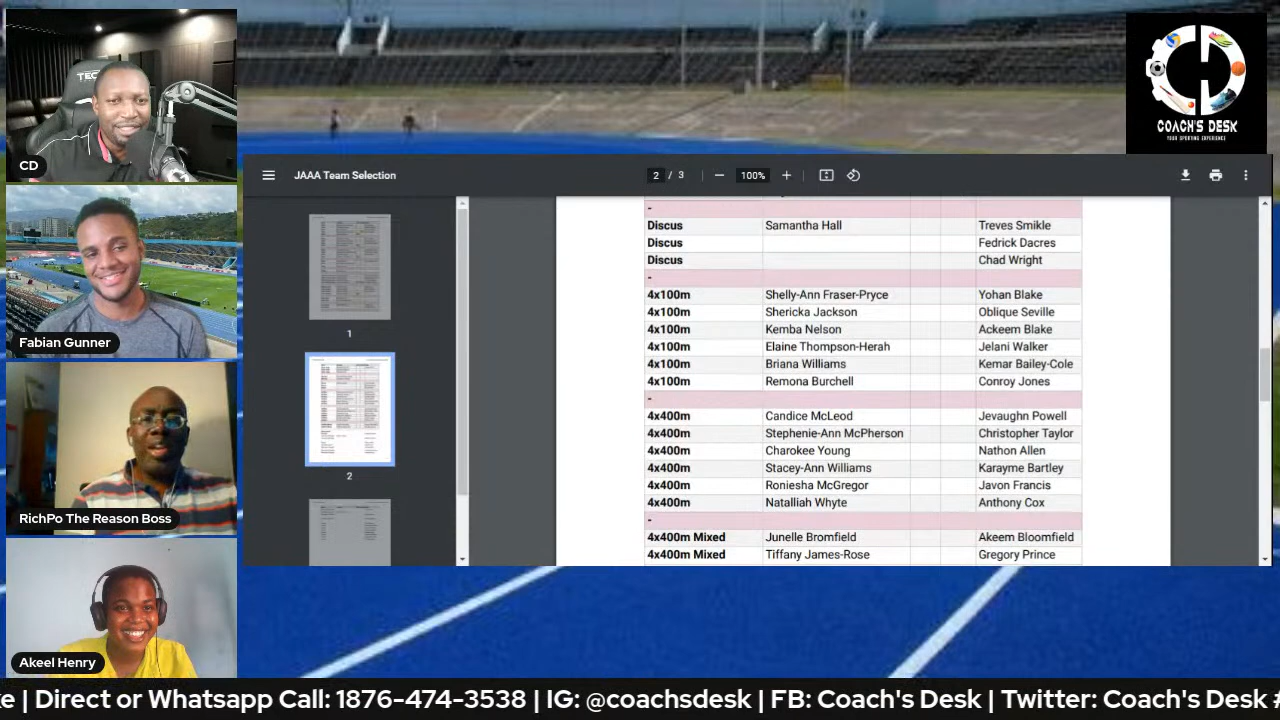 TEC
CD
Fabian Gunner
RichPo The Reason Boss
Akeel Henry
CD
COACH'S DESK
YOUR SPORTING EXPERIENCE
JAAA Team Selection
2 / 3
100%
1
2
-
Discus Samantha Hall Treves Smikle
Discus Fedrick Dacres
Discus Chad Wright
-
4x100m Shelly-Ann Fraser-Pryce Yohan Blake
4x100m Shericka Jackson Oblique Seville
4x100m Kemba Nelson Ackeem Blake
4x100m Elaine Thompson-Herah Jelani Walker
4x100m Briana Williams Kemar Bailey-Cole
4x100m Remona Burchell Conroy Jones
-
4x400m Candice McLeod Jevaughn Powell
4x400m Stephenie-Ann McPherson Christopher Taylor
4x400m Charokee Young Nathon Allen
4x400m Stacey-Ann Williams Karayme Bartley
4x400m Roniesha McGregor Javon Francis
4x400m Natalliah Whyte Anthony Cox
-
4x400m Mixed Junelle Bromfield Akeem Bloomfield
4x400m Mixed Tiffany James-Rose Gregory Prince
ke | Direct or Whatsapp Call: 1876-474-3538 | IG: @coachsdesk | FB: Coach's Desk | Twitter: Coach's Desk #